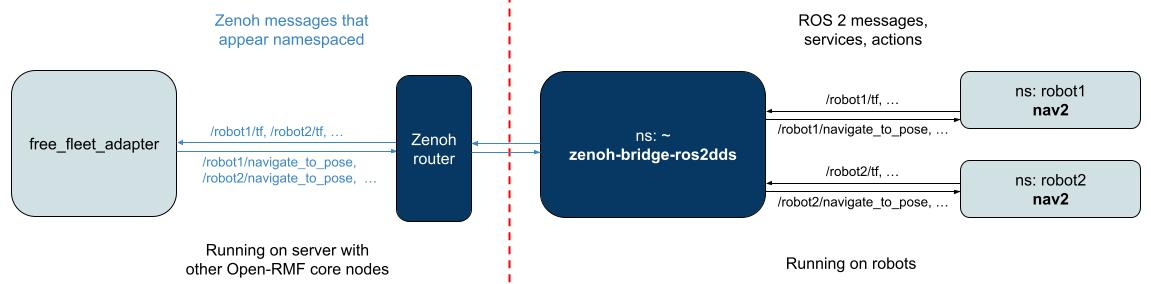 Zenoh messages that
appear namespaced
ROS 2 messages,
services, actions
free_fleet_adapter
/robot1/tf, /robot2/tf, …
/robot1/navigate_to_pose,
/robot2/navigate_to_pose, …
Zenoh
router
ns: ~
zenoh-bridge-ros2dds
/robot1/tf, …
/robot1/navigate_to_pose, …
ns: robot1
nav2
/robot2/tf, …
/robot2/navigate_to_pose, …
ns: robot2
nav2
Running on server with
other Open-RMF core nodes
Running on robots